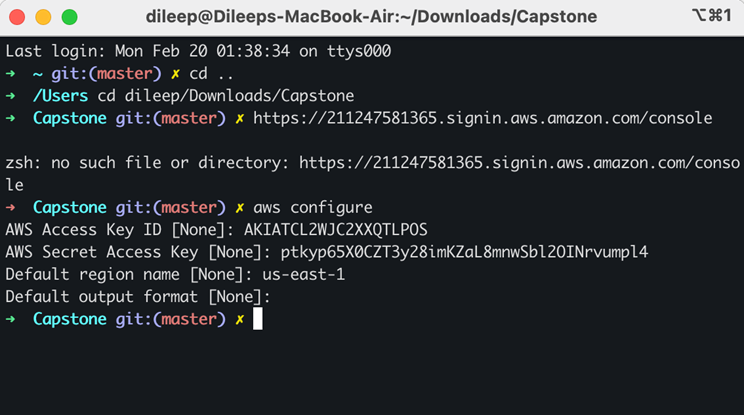 dileep@Dileeps-MacBook-Air:~/Downloads/Capstone
⌥⌘1
Last login: Mon Feb 20 01:38:34 on ttys000
➜ ~ git:(master) ✗ cd ..
➜ /Users cd dileep/Downloads/Capstone
➜ Capstone git:(master) ✗ https://211247581365.signin.aws.amazon.com/console
zsh: no such file or directory: https://211247581365.signin.aws.amazon.com/conso
le
➜ Capstone git:(master) ✗ aws configure
AWS Access Key ID [None]: AKIATCL2WJC2XXQTLPOS
AWS Secret Access Key [None]: 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
Default region name [None]: us-east-1
Default output format [None]:
➜ Capstone git:(master) ✗